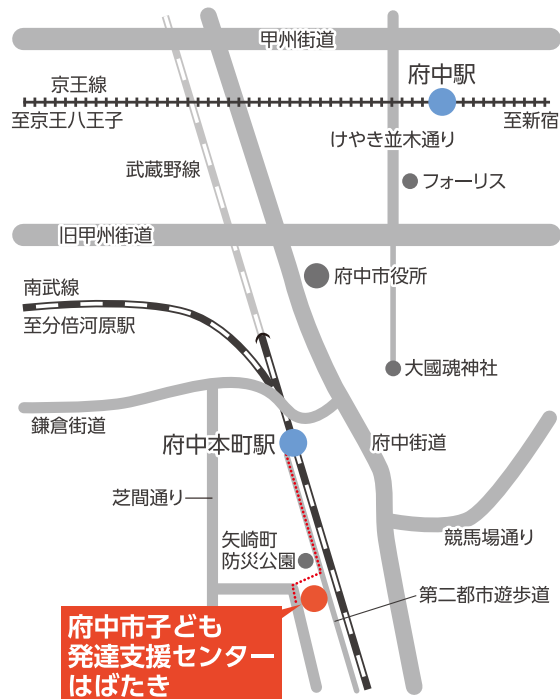 甲州街道
府中駅
京王線
至京王八王子
至新宿
けやき並木通り
武蔵野線
フォーリス
旧甲州街道
府中市役所
南武線
至分倍河原駅
大國魂神社
鎌倉街道
府中本町駅
府中街道
芝間通り
競馬場通り
矢崎町
防災公園
第二都市遊歩道
府中市子ども
発達支援センター
はばたき